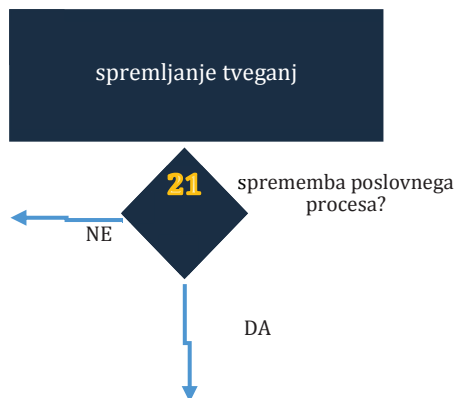 spremljanje tveganj
21
sprememba poslovnega
procesa?
NE
DA